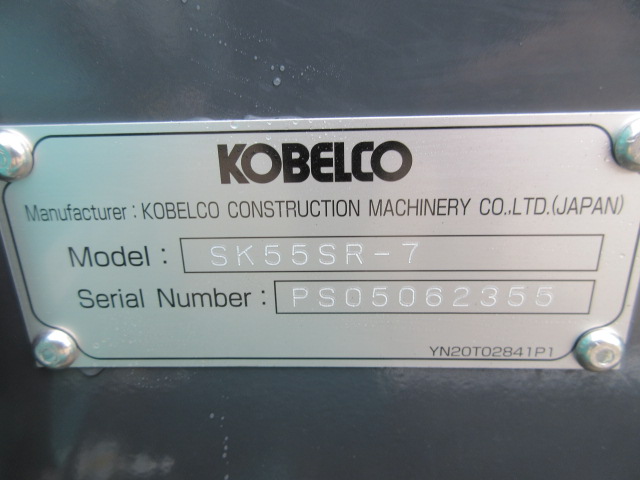 KOBELCO
Manufacturer : KOBELCO CONSTRUCTION MACHINERY CO.,LTD.(JAPAN)
Model : SK55SR-7
Serial Number : PS05062355
YN20T02841P1